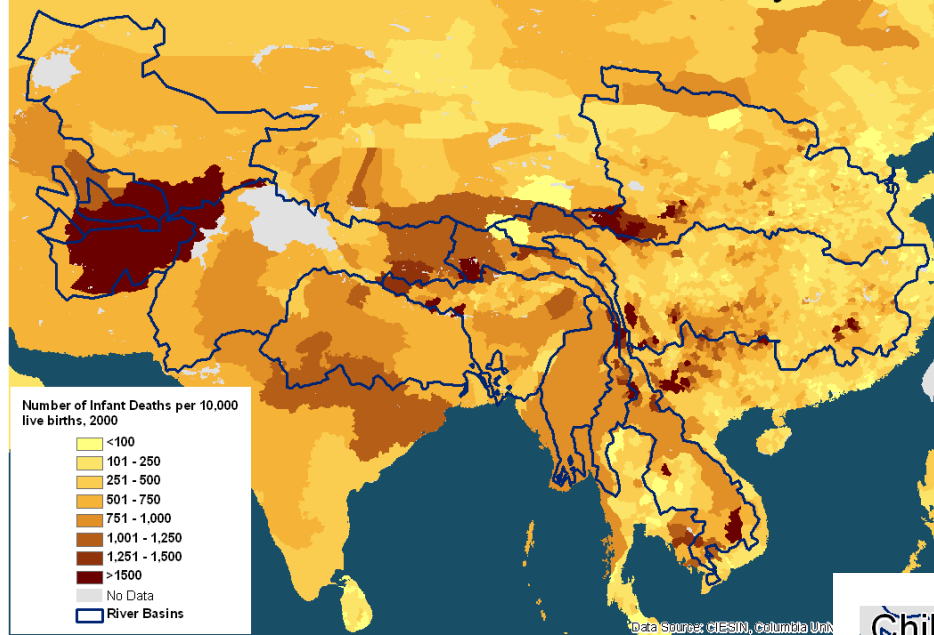 Number of Infant Deaths per 10,000
live births, 2000
<100
101 - 250
251 - 500
501 - 750
751 - 1,000
1,001 - 1,250
1,251 - 1,500
>1500
No Data
River Basins
Data Source: CIESIN, Columbia